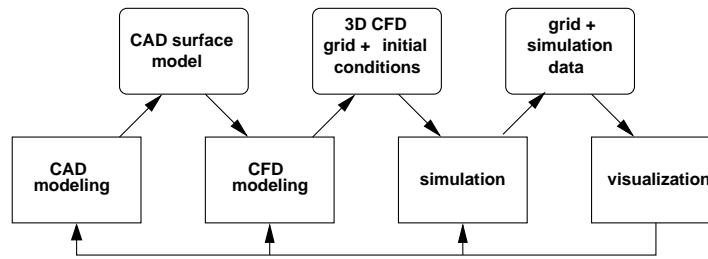 CAD surface
model
3D CFD
grid + initial
conditions
grid +
simulation
data
CAD
modeling
CFD
modeling
simulation
visualization